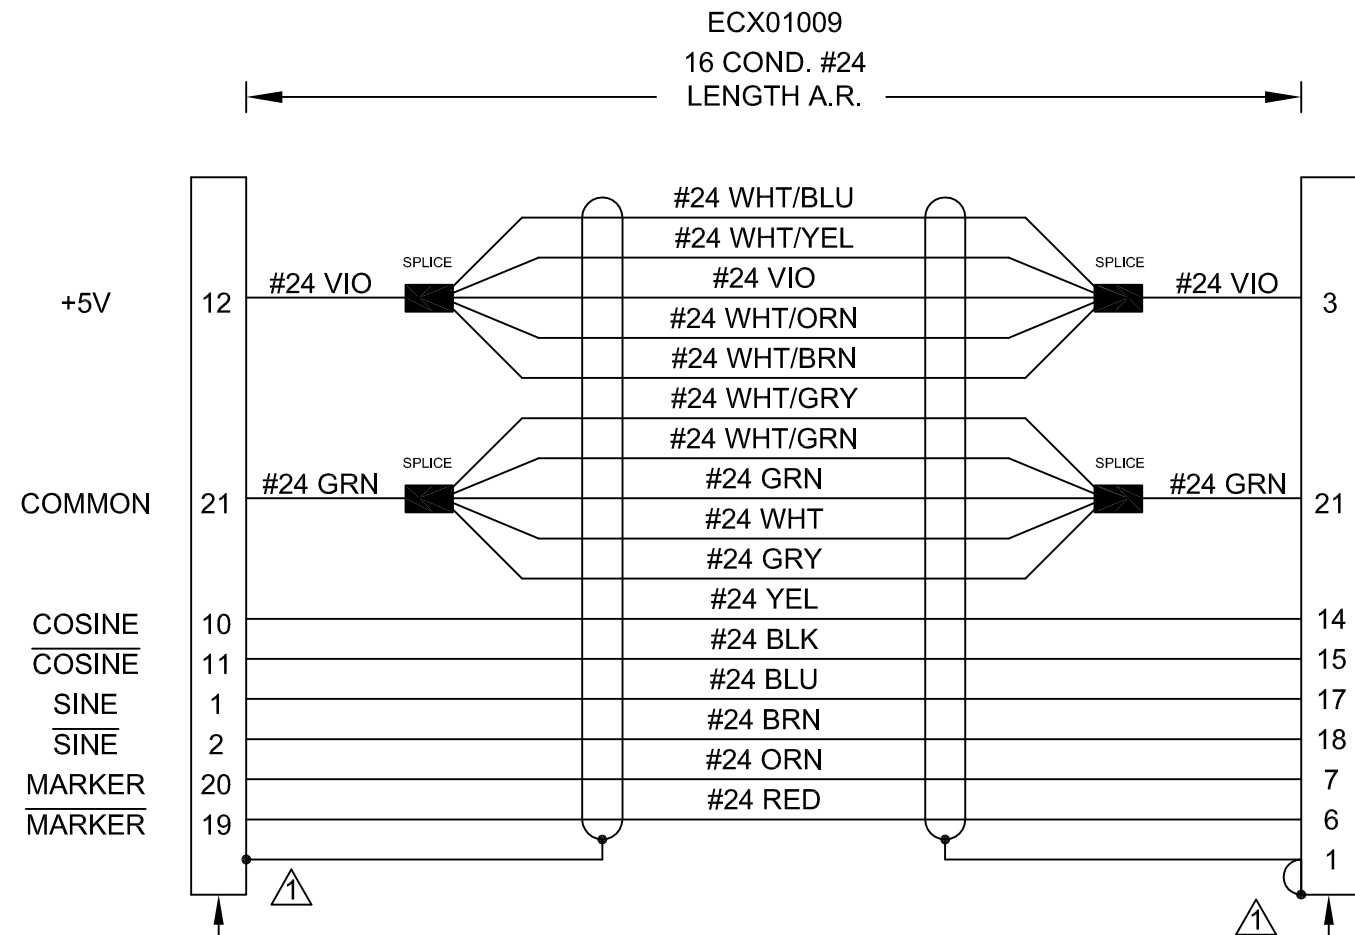 ECX01009
16 COND. #24
LENGTH A.R.
#24 WHT/BLU
#24 WHT/YEL
SPLICE SPLICE
+5V 12 #24 VIO #24 VIO #24 VIO 3
#24 WHT/ORN
#24 WHT/BRN
#24 WHT/GRY
#24 WHT/GRN
SPLICE SPLICE
COMMON 21 #24 GRN #24 GRN #24 GRN 21
#24 WHT
#24 GRY
#24 YEL
COSINE 10 14
#24 BLK
COSINE 11 15
#24 BLU
SINE 1 17
#24 BRN
SINE 2 18
#24 ORN
MARKER 20 7
#24 RED
MARKER 19 6
1
1 1